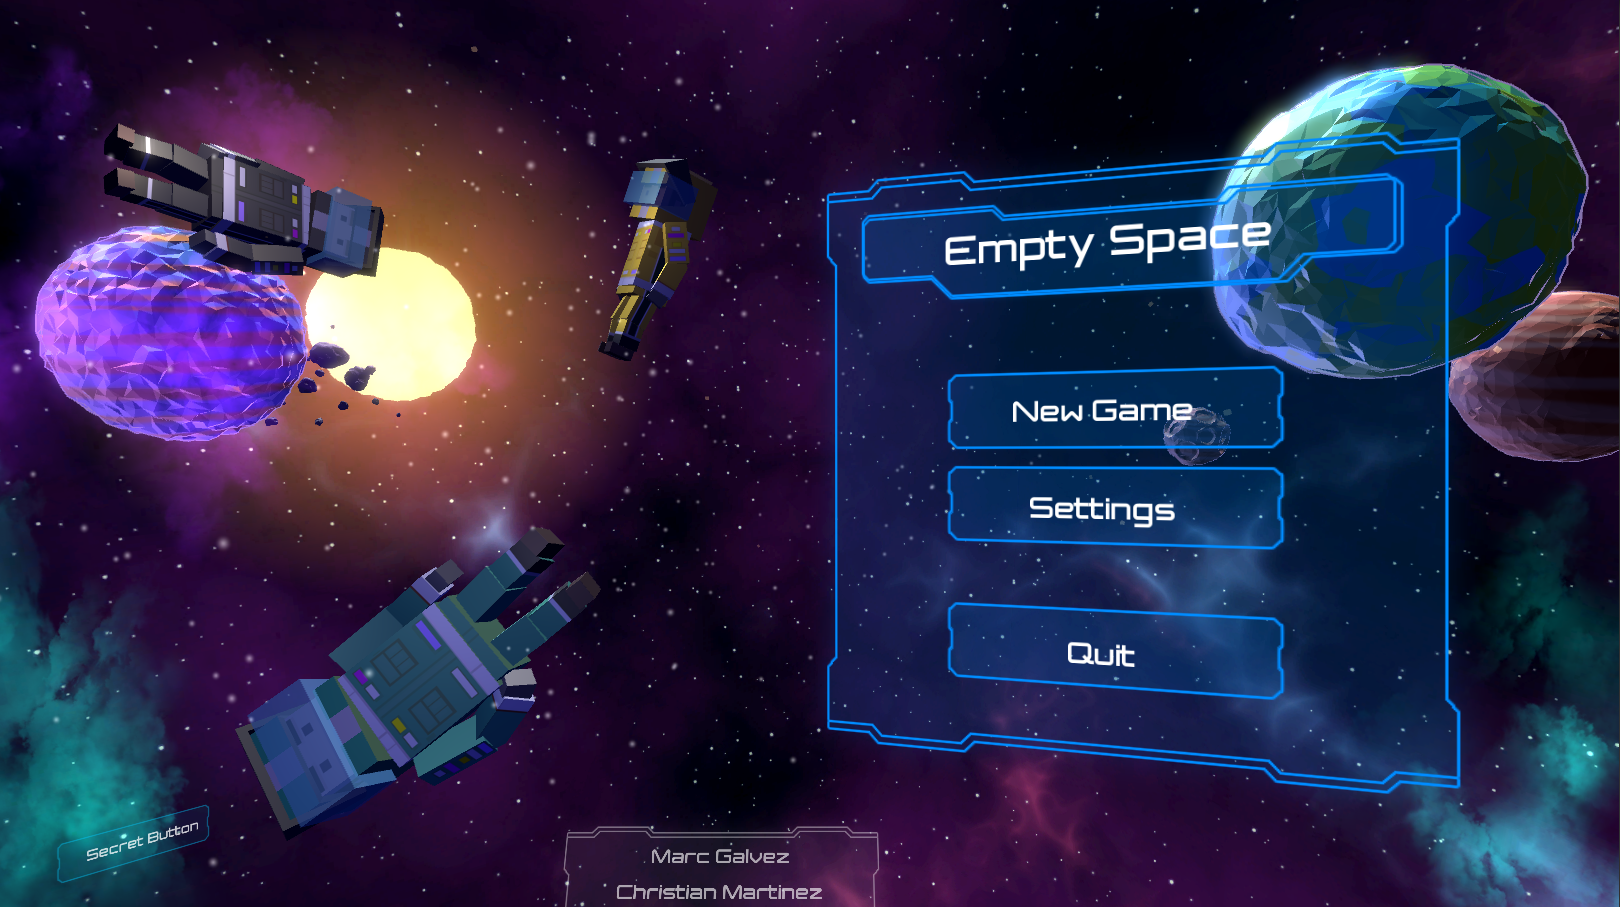 Empty Space
New Game
Settings
Quit
Secret Button
Marc Galvez
Christian Martinez